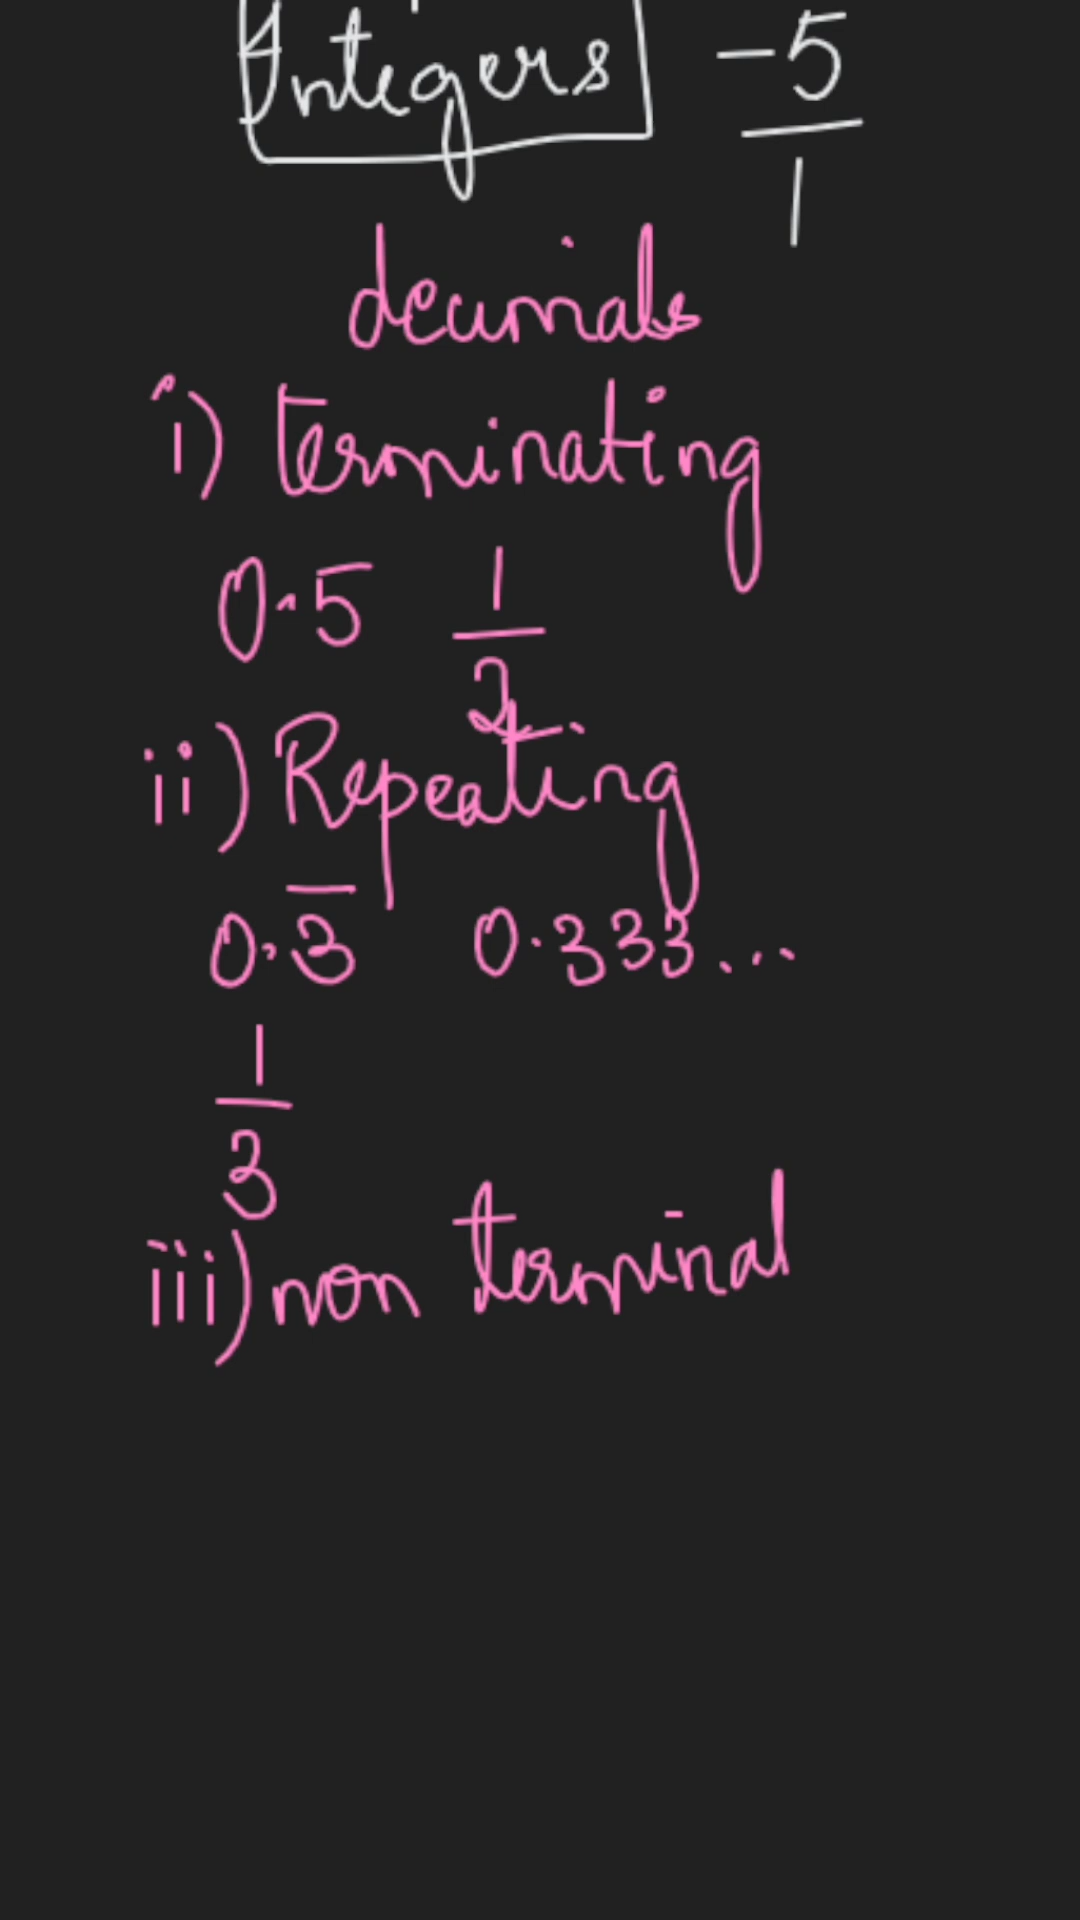 Integers -5/1
decimals
i) terminating
0.5 1/2
ii) Repeating
0.3̅ 0.333...
1/3
iii) non terminal